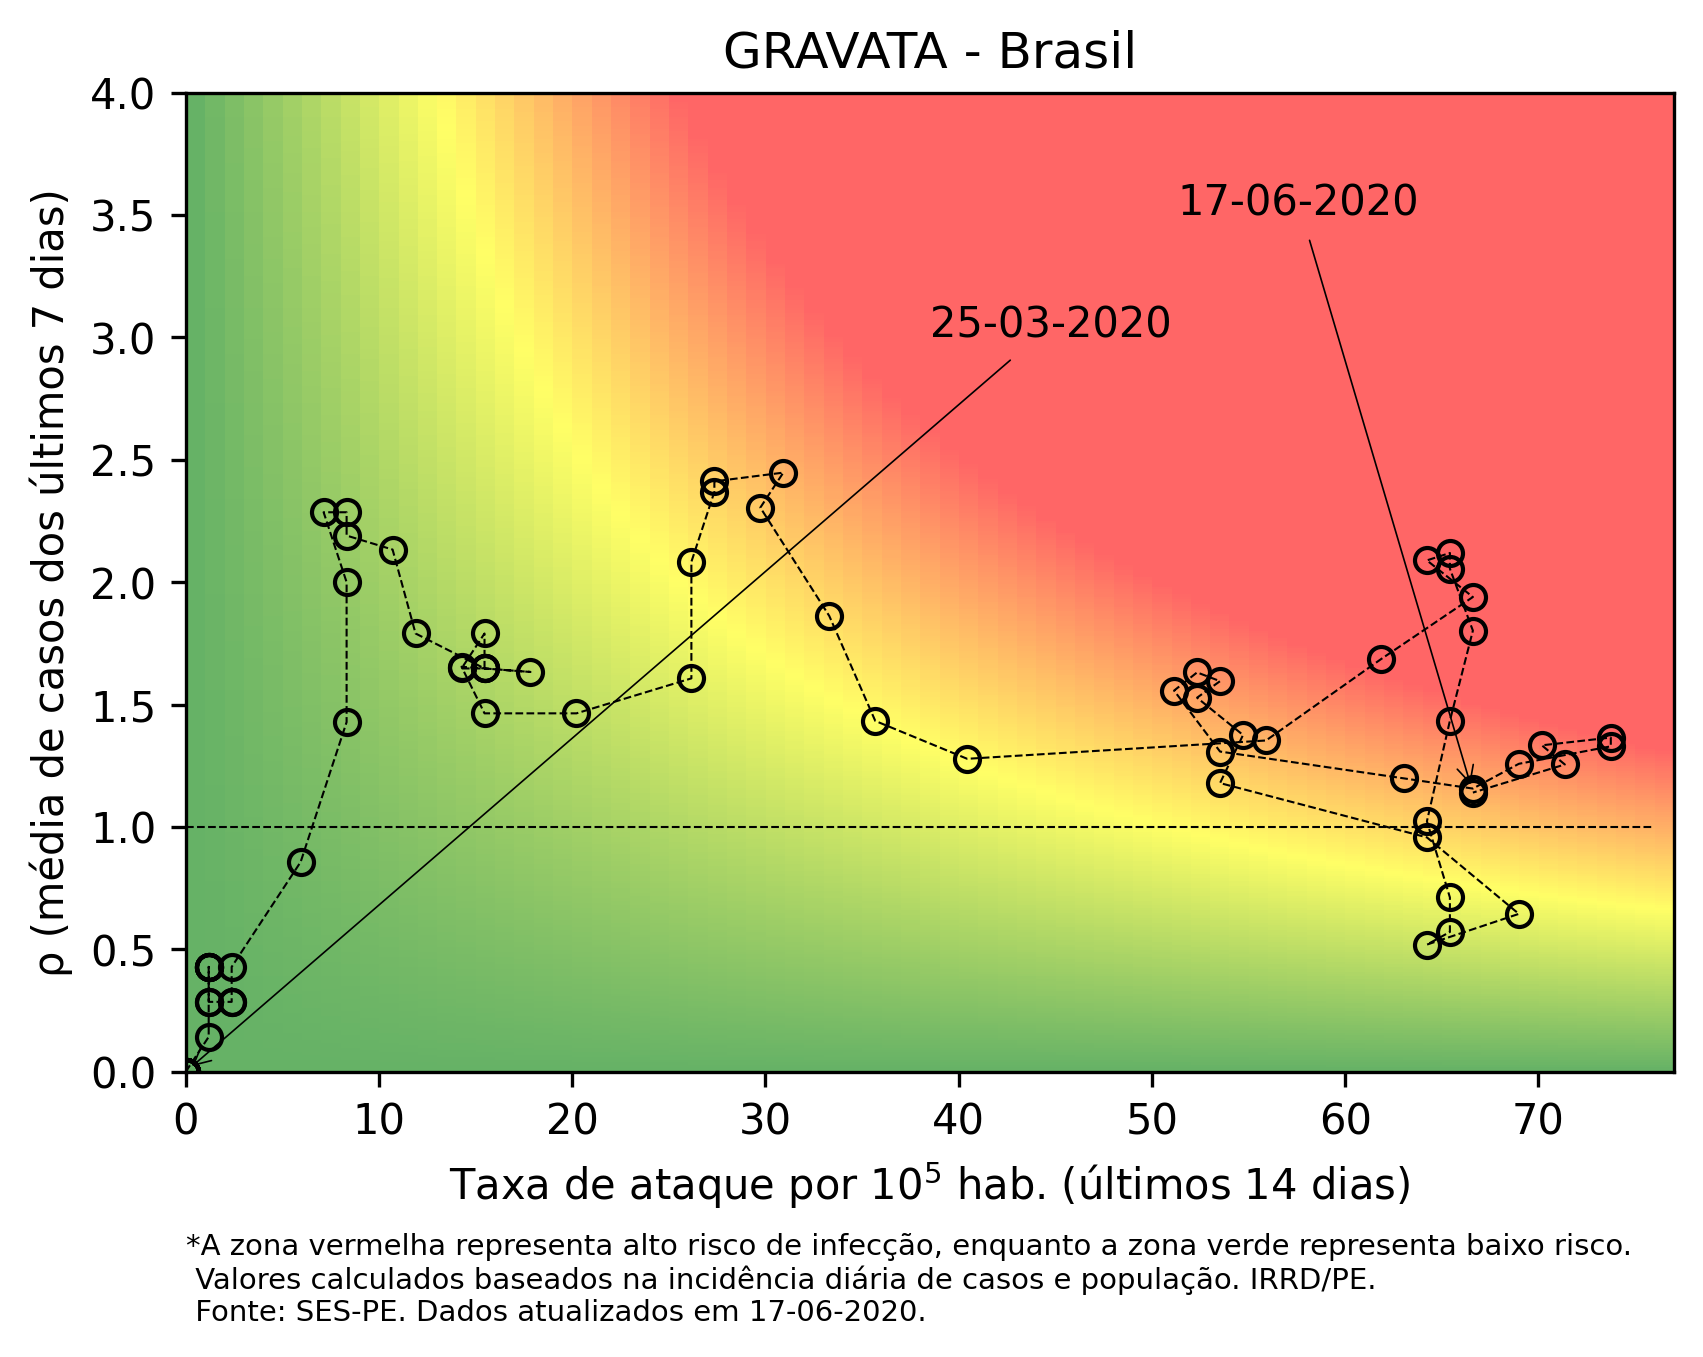 GRAVATA - Brasil
4.0
3.5
3.0
2.5
2.0
1.5
1.0
0.5
0.0
ρ (média de casos dos últimos 7 dias)
17-06-2020
25-03-2020
0 10 20 30 40 50 60 70
Taxa de ataque por 10⁵ hab. (últimos 14 dias)
*A zona vermelha representa alto risco de infecção, enquanto a zona verde representa baixo risco.
Valores calculados baseados na incidência diária de casos e população. IRRD/PE.
Fonte: SES-PE. Dados atualizados em 17-06-2020.